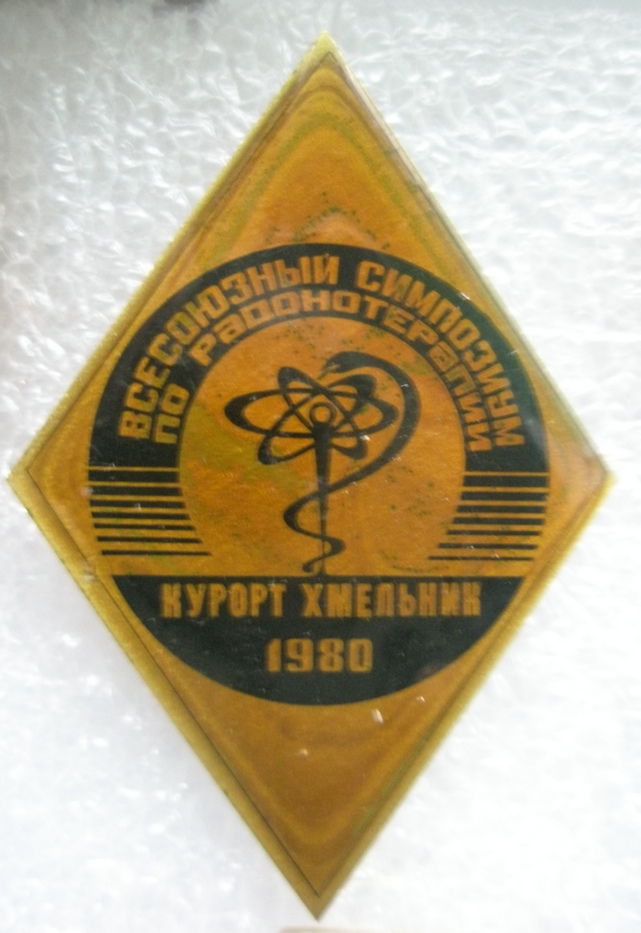 ВСЕСОЮЗНЫЙ СИМПОЗИУМ
ПО РАДОНОТЕРАПИИ
КУРОРТ ХМЕЛЬНИК
1980